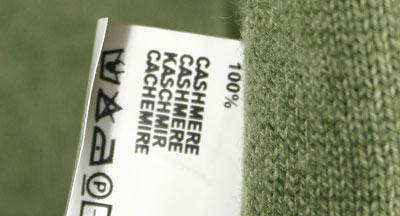 100%
CASHMERE
CASHMERE
KASCHMIR
CACHEMIRE
P